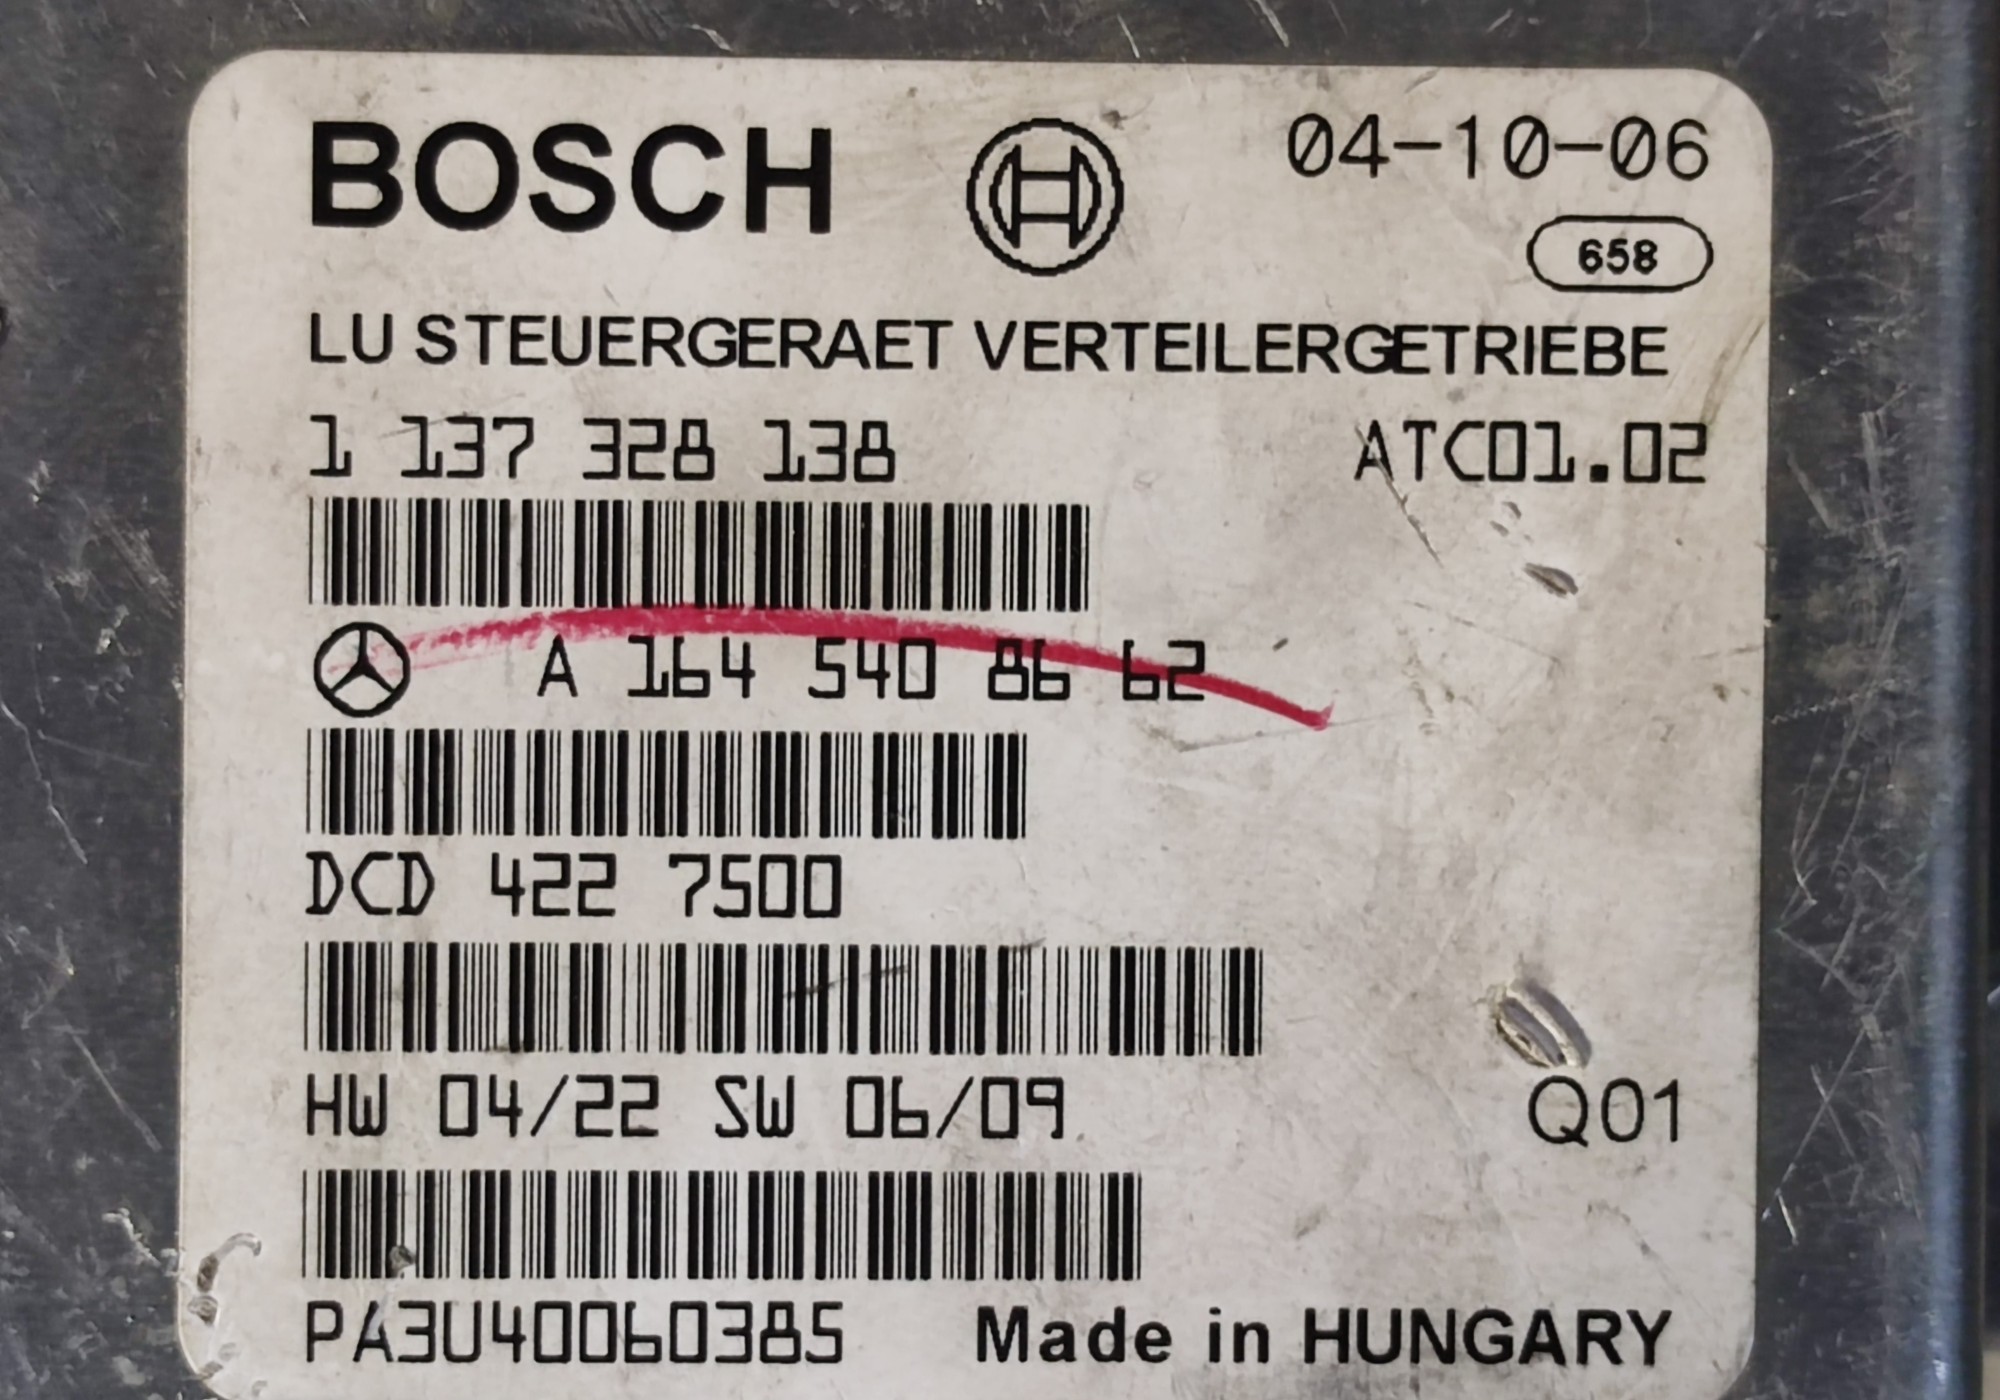 BOSCH 04-10-06
658
LU STEUERGERAET VERTEILERGETRIEBE
1 137 328 138 ATC01.02
A 164 540 86 62
DCD 422 7500
HW 04/22 SW 06/09 Q01
PA3U40060385 Made in HUNGARY